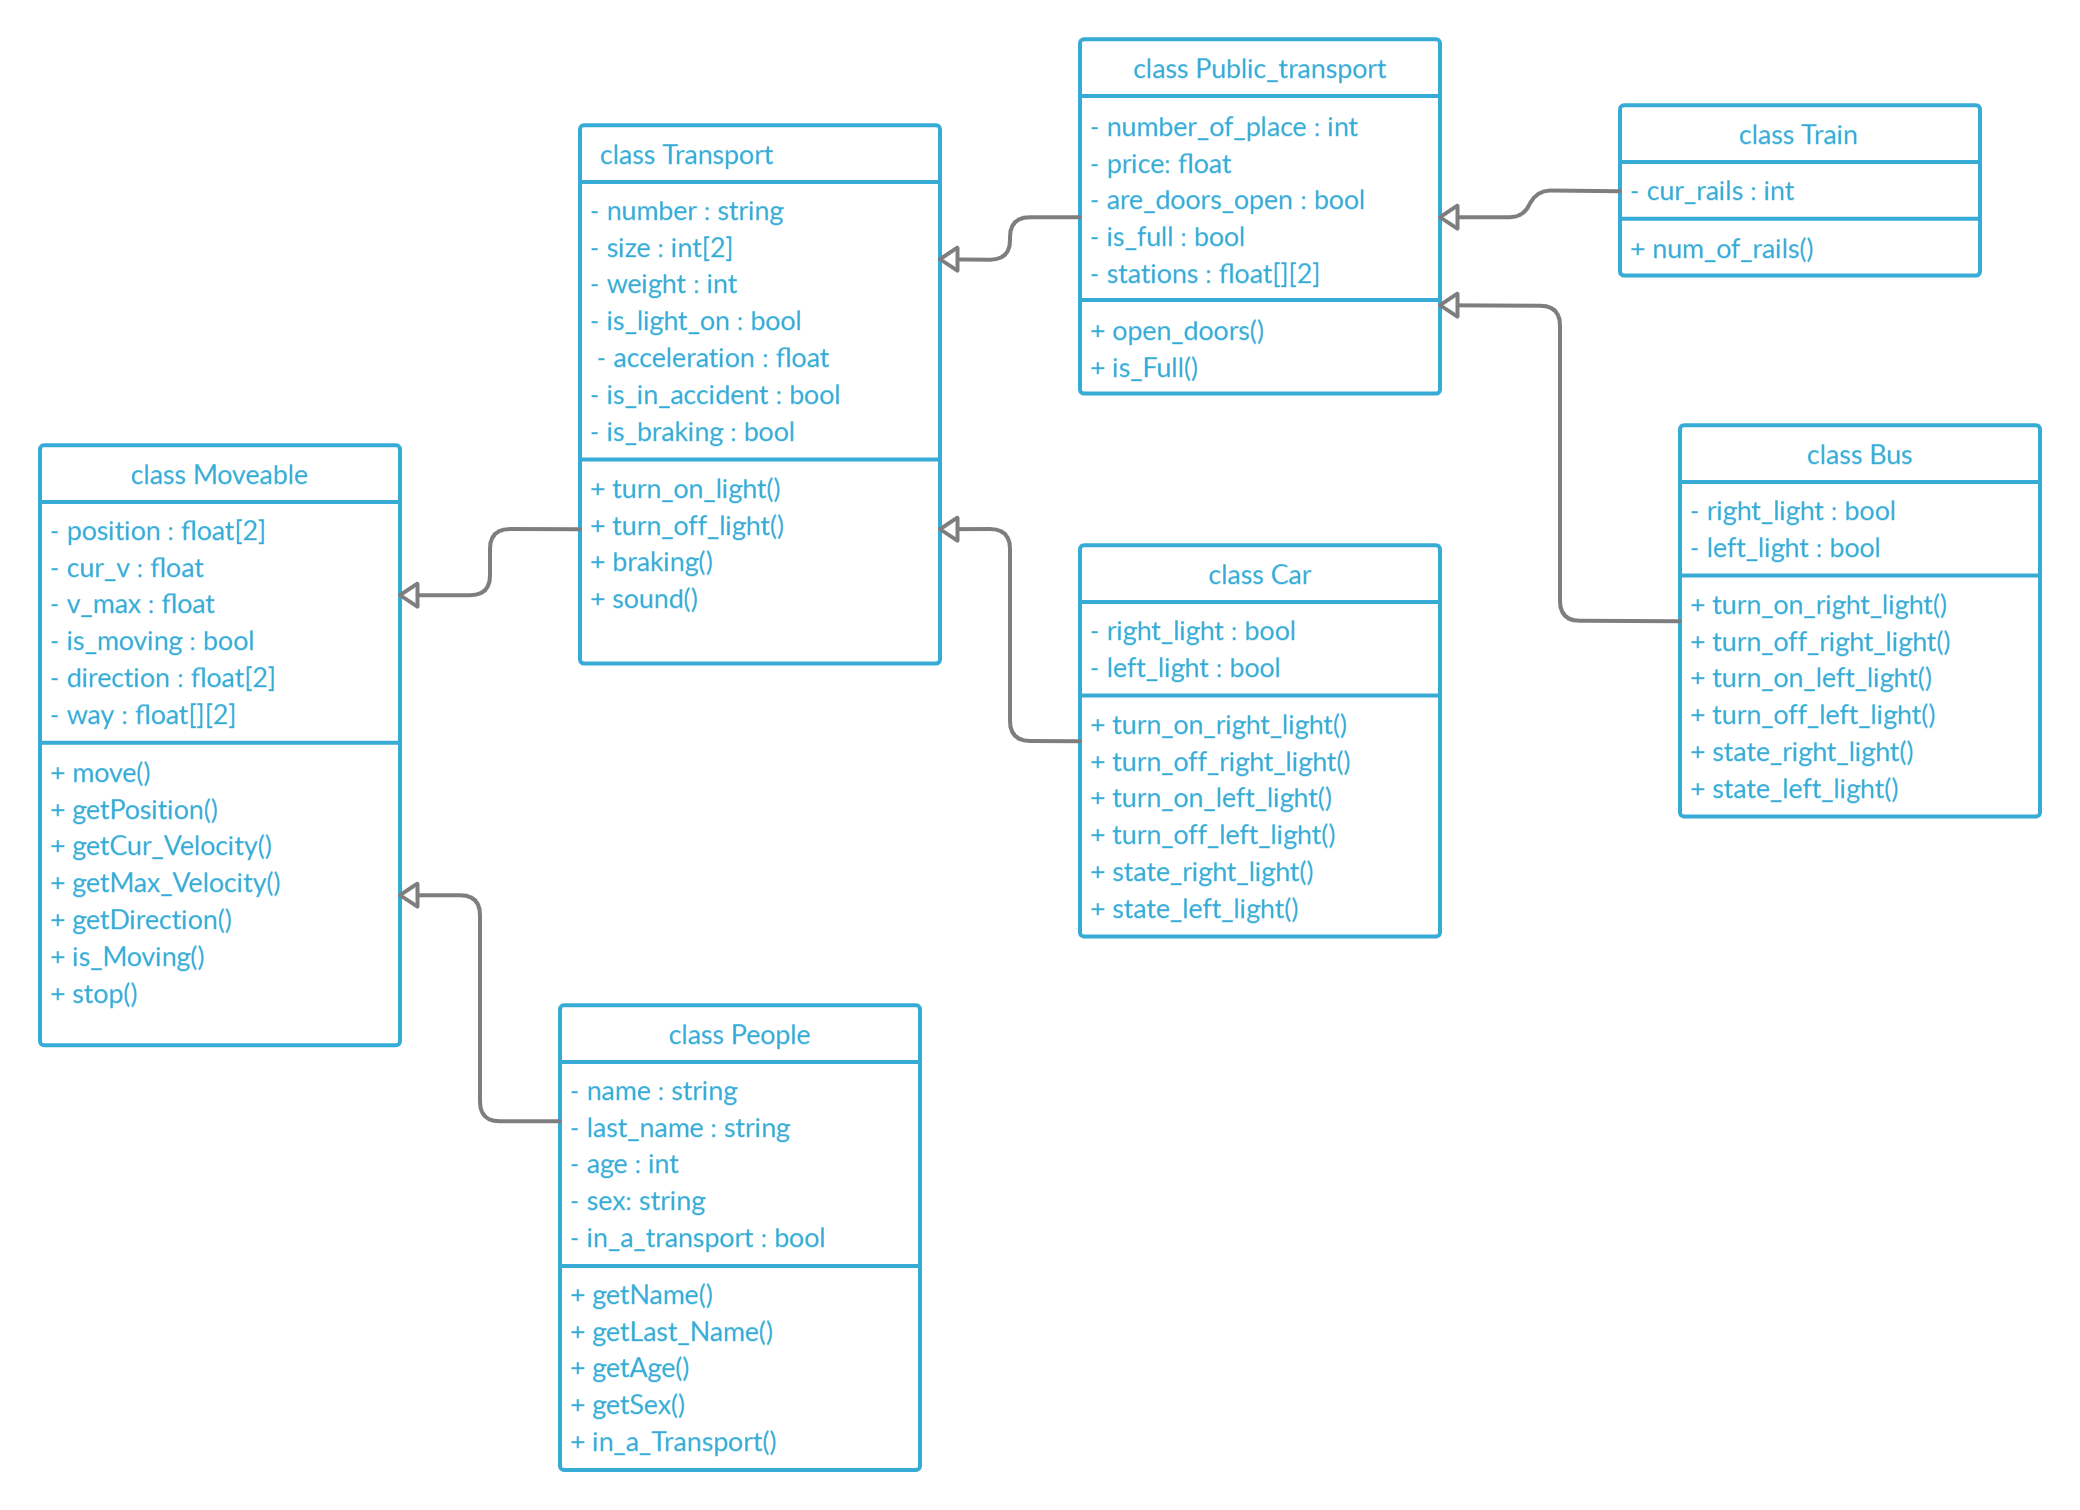 class Moveable
- position : float[2]
- cur_v : float
- v_max : float
- is_moving : bool
- direction : float[2]
- way : float[][2]
+ move()
+ getPosition()
+ getCur_Velocity()
+ getMax_Velocity()
+ getDirection()
+ is_Moving()
+ stop()
class Transport
- number : string
- size : int[2]
- weight : int
- is_light_on : bool
- acceleration : float
- is_in_accident : bool
- is_braking : bool
+ turn_on_light()
+ turn_off_light()
+ braking()
+ sound()
class People
- name : string
- last_name : string
- age : int
- sex: string
- in_a_transport : bool
+ getName()
+ getLast_Name()
+ getAge()
+ getSex()
+ in_a_Transport()
class Public_transport
- number_of_place : int
- price: float
- are_doors_open : bool
- is_full : bool
- stations : float[][2]
+ open_doors()
+ is_Full()
class Car
- right_light : bool
- left_light : bool
+ turn_on_right_light()
+ turn_off_right_light()
+ turn_on_left_light()
+ turn_off_left_light()
+ state_right_light()
+ state_left_light()
class Train
- cur_rails : int
+ num_of_rails()
class Bus
- right_light : bool
- left_light : bool
+ turn_on_right_light()
+ turn_off_right_light()
+ turn_on_left_light()
+ turn_off_left_light()
+ state_right_light()
+ state_left_light()